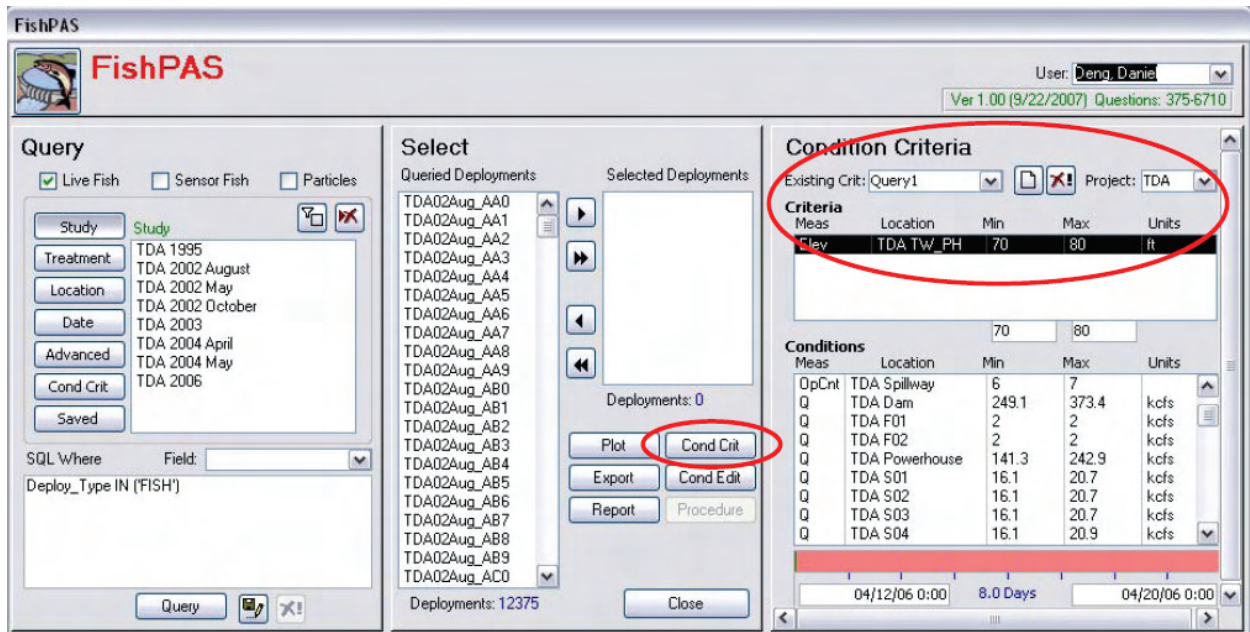 FishPAS
FishPAS
User: Deng, Daniel
Ver 1.00 (9/22/2007) Questions: 375-6710
Query
Live Fish Sensor Fish Particles
Study
Treatment
Location
Date
Advanced
Cond Crit
Saved
Study
TDA 1995
TDA 2002 August
TDA 2002 May
TDA 2002 October
TDA 2003
TDA 2004 April
TDA 2004 May
TDA 2006
SQL Where Field:
Deploy_Type IN ('FISH')
Query
Select
Queried Deployments
TDA02Aug_AA0
TDA02Aug_AA1
TDA02Aug_AA2
TDA02Aug_AA3
TDA02Aug_AA4
TDA02Aug_AA5
TDA02Aug_AA6
TDA02Aug_AA7
TDA02Aug_AA8
TDA02Aug_AA9
TDA02Aug_AB0
TDA02Aug_AB1
TDA02Aug_AB2
TDA02Aug_AB3
TDA02Aug_AB4
TDA02Aug_AB5
TDA02Aug_AB6
TDA02Aug_AB7
TDA02Aug_AB8
TDA02Aug_AB9
TDA02Aug_AC0
Deployments: 12375
Selected Deployments
Deployments: 0
Plot Cond Crit
Export Cond Edit
Report Procedure
Close
Condition Criteria
Existing Crit: Query1 Project: TDA
Criteria
Meas Location Min Max Units
Elev TDA TW_PH 70 80 ft
70 80
Conditions
Meas Location Min Max Units
OpCnt TDA Spillway 6 7
Q TDA Dam 249.1 373.4 kcfs
Q TDA F01 2 2 kcfs
Q TDA F02 2 2 kcfs
Q TDA Powerhouse 141.3 242.9 kcfs
Q TDA S01 16.1 20.7 kcfs
Q TDA S02 16.1 20.7 kcfs
Q TDA S03 16.1 20.7 kcfs
Q TDA S04 16.1 20.9 kcfs
04/12/06 0:00 8.0 Days 04/20/06 0:00